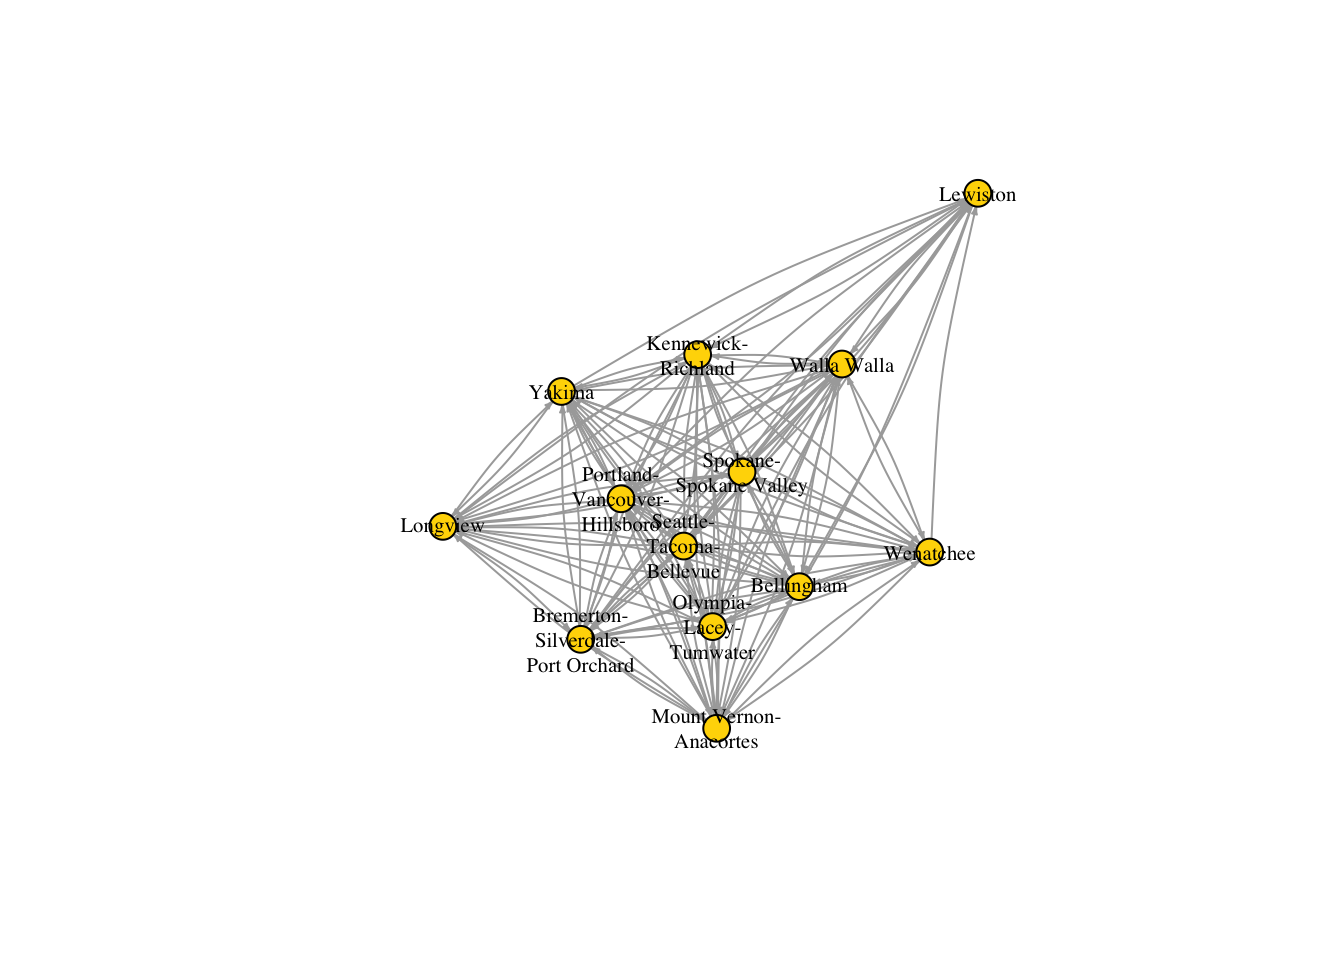 Lewiston
Kennewick-
Richland
Walla Walla
Yakima
Spokane-
Spokane Valley
Portland-
Vancouver-
Hillsboro
Seattle-
Tacoma-
Bellevue
Longview
Wenatchee
Bellingham
Olympia-
Lacey-
Tumwater
Bremerton-
Silverdale-
Port Orchard
Mount Vernon-
Anacortes